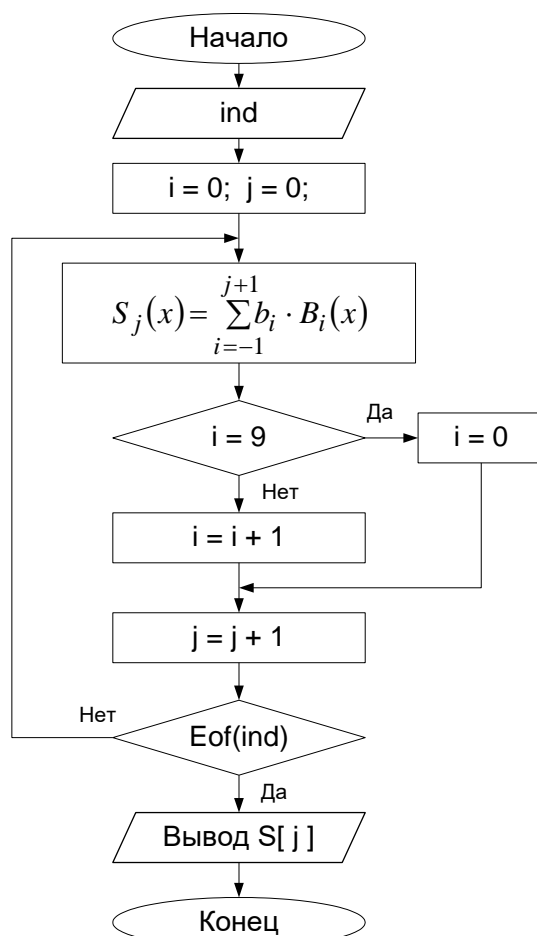 Начало
ind
i = 0; j = 0;
j+1
S_j(x) = ∑ b_i · B_i(x)
i=−1
i = 9
Да
i = 0
Нет
i = i + 1
j = j + 1
Нет
Eof(ind)
Да
Вывод S[ j ]
Конец